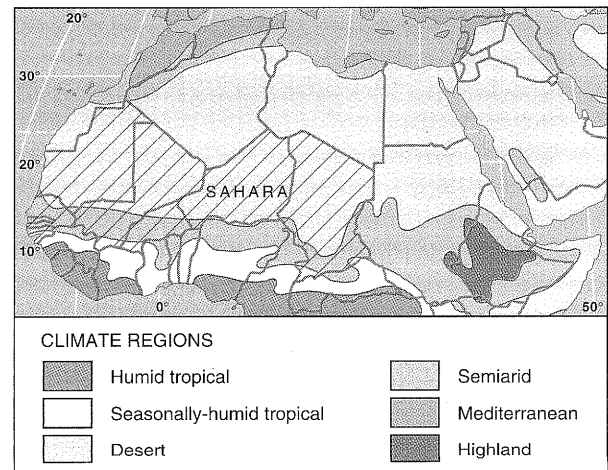 20°
30°
20°
SAHARA
10°
0°
50°
CLIMATE REGIONS
Humid tropical
Semiarid
Seasonally-humid tropical
Mediterranean
Desert
Highland